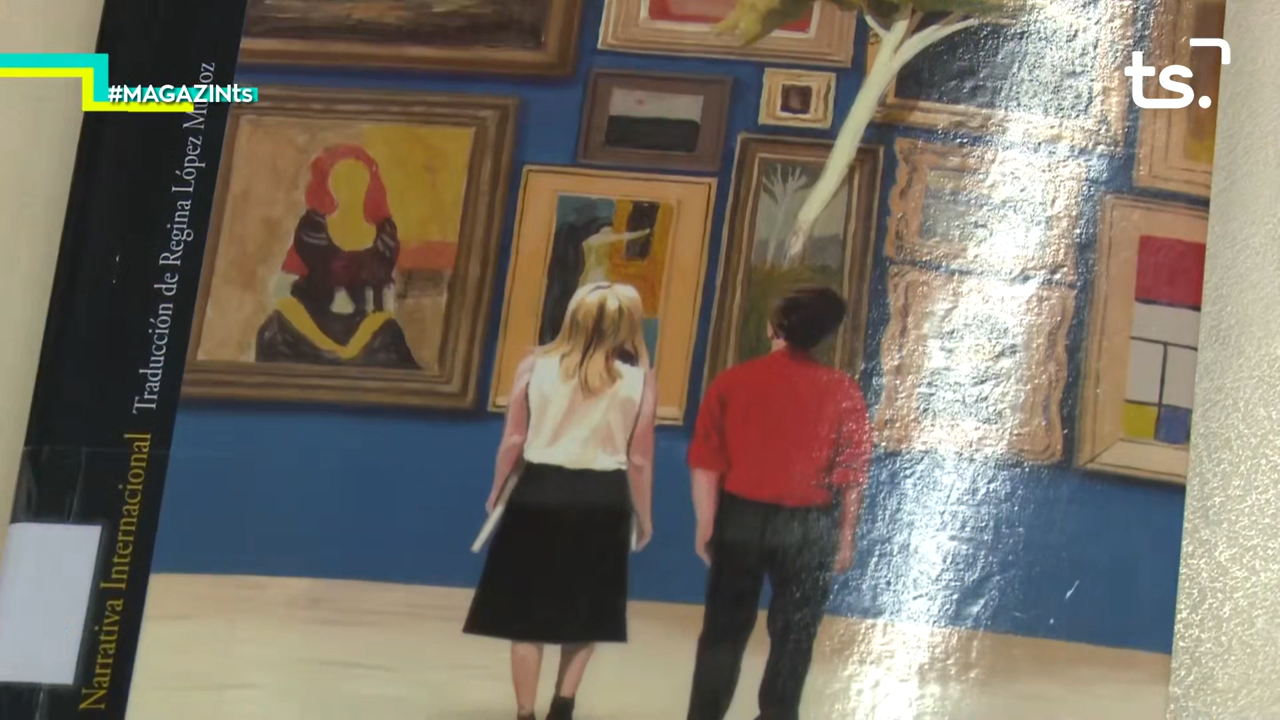 #MAGAZINts
ts.
Narrativa Internacional Traducción de Regina López Muñoz